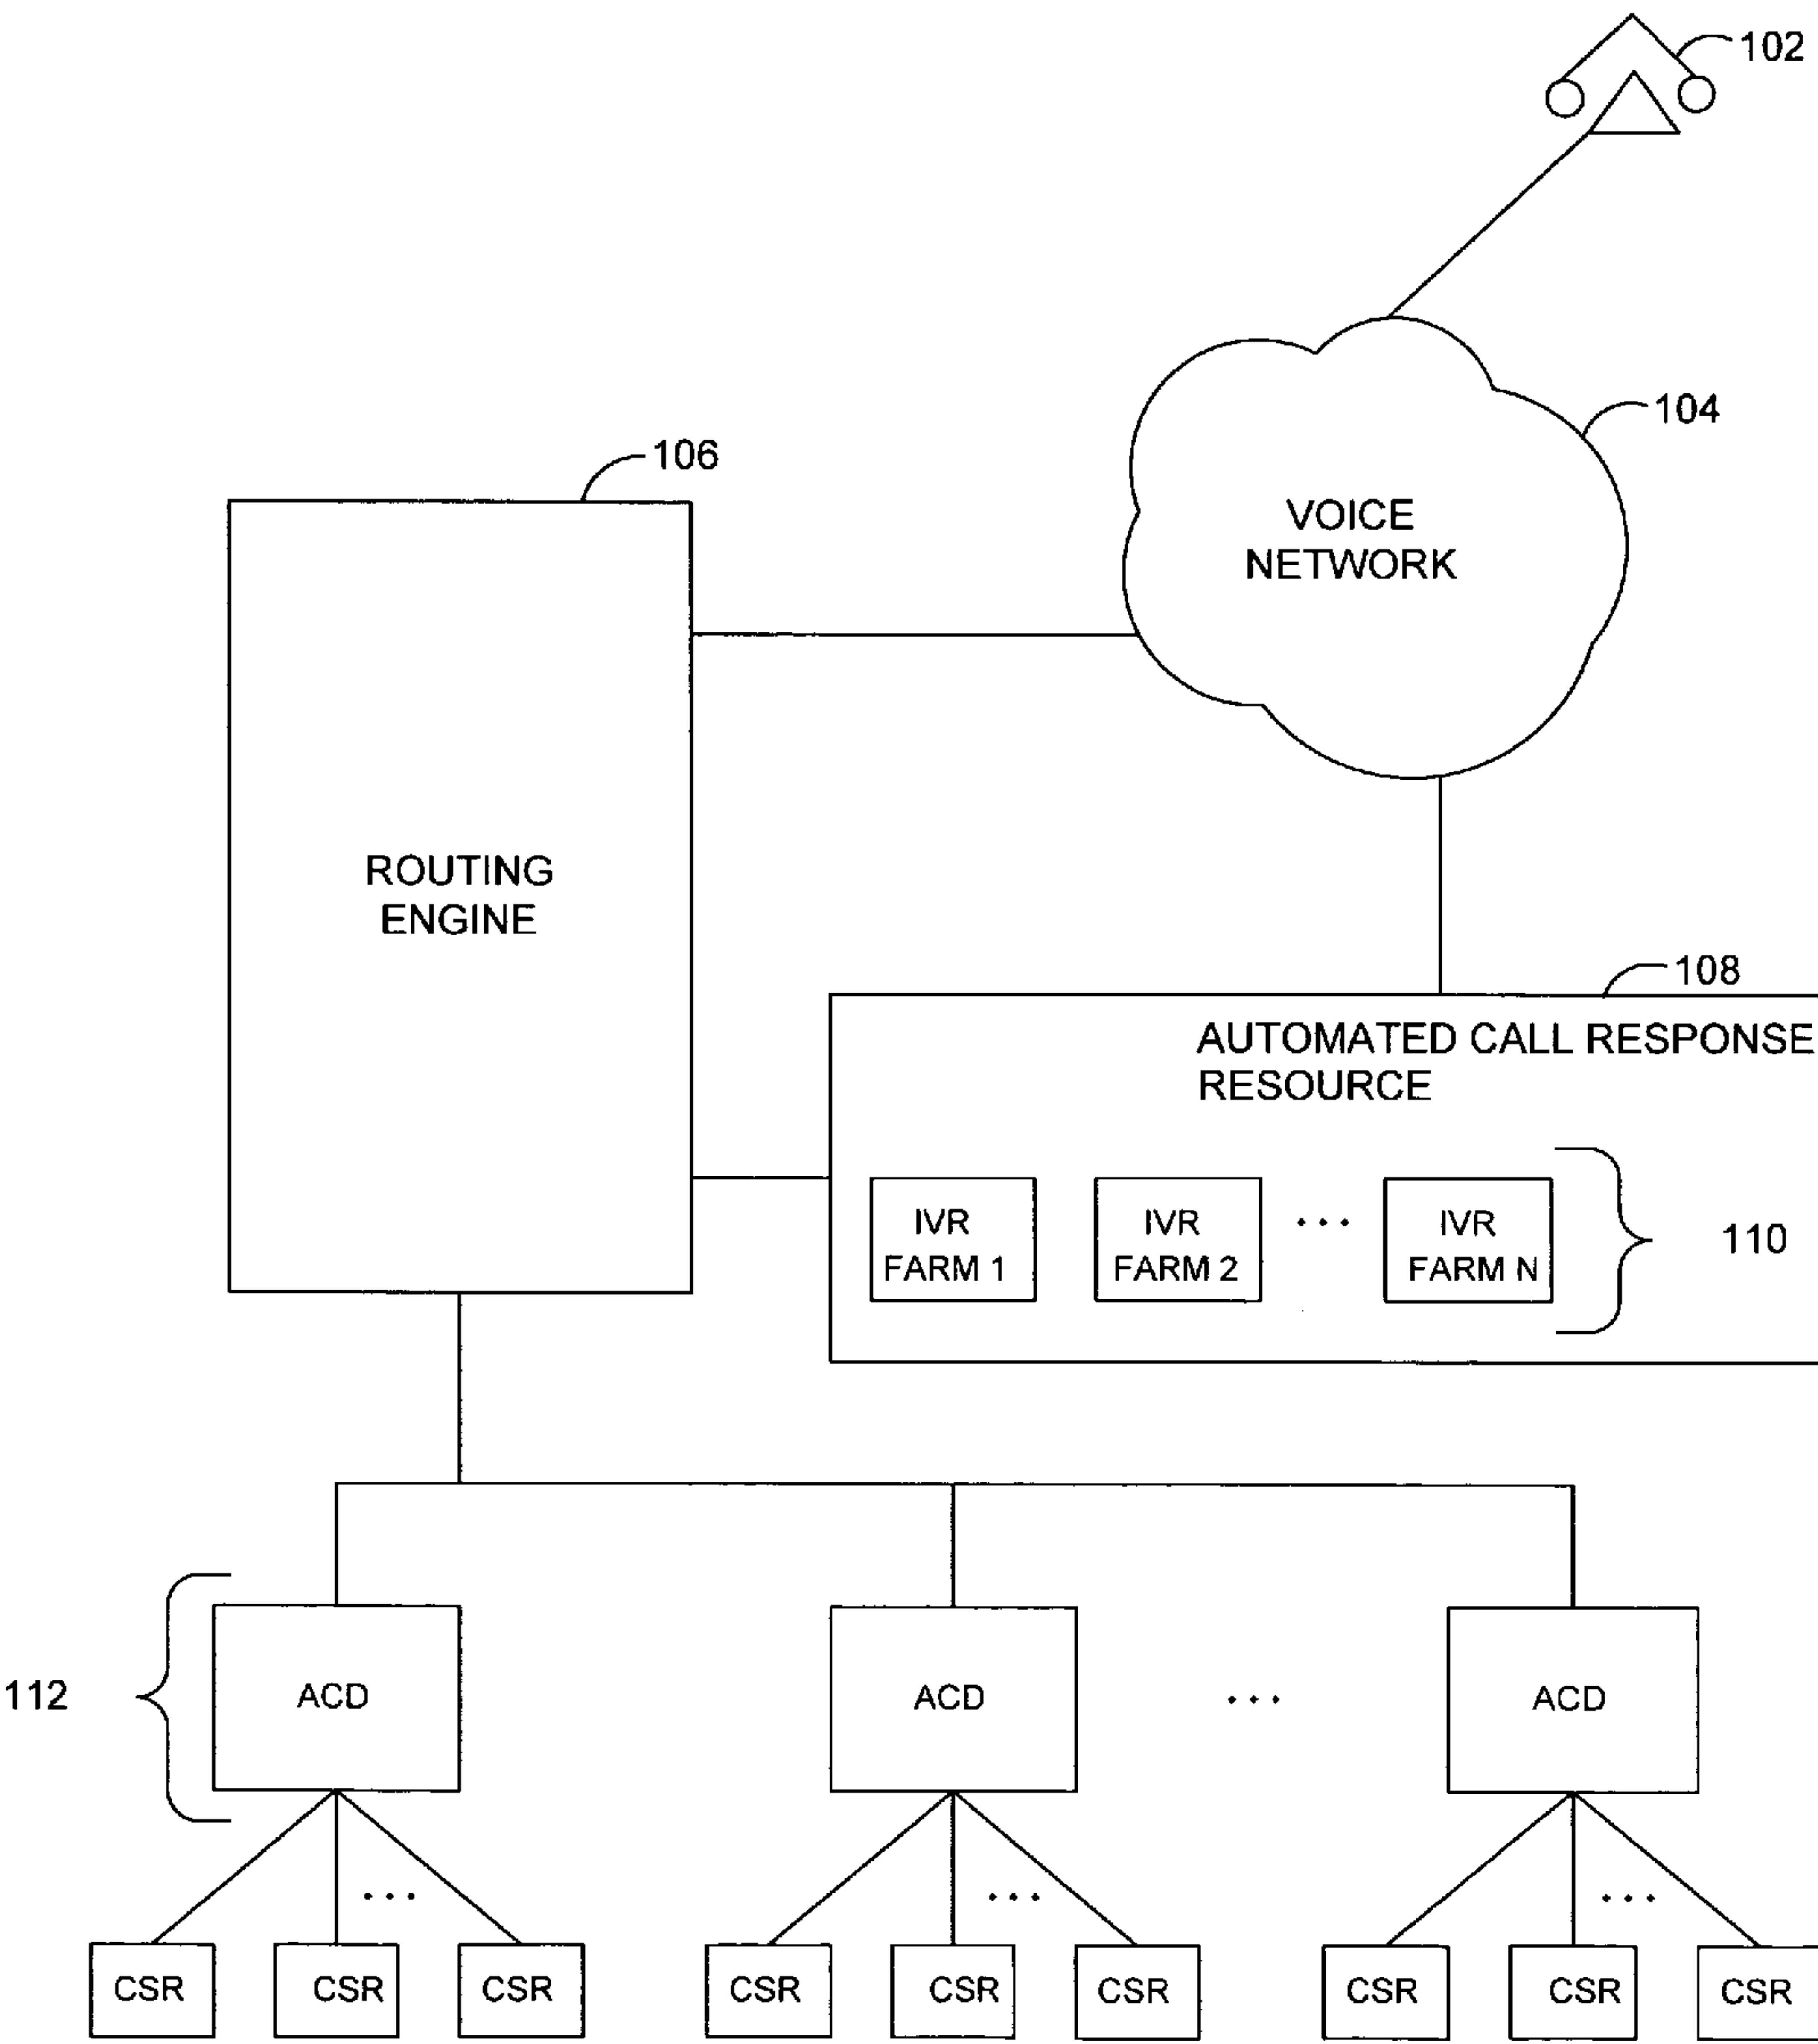 102
104
106
VOICE
NETWORK
ROUTING
ENGINE
108
AUTOMATED CALL RESPONSE
RESOURCE
IVR
FARM 1
IVR
FARM 2
...
IVR
FARM N
110
112
ACD
ACD
...
ACD
...
...
...
CSR
CSR
CSR
CSR
CSR
CSR
CSR
CSR
CSR